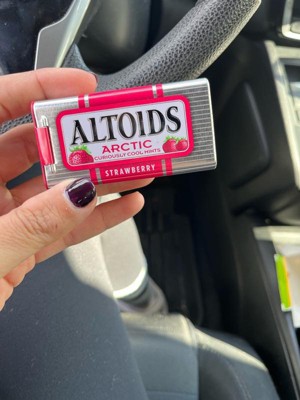 ALTOIDS
ARCTIC
CURIOUSLY COOL MINTS
STRAWBERRY